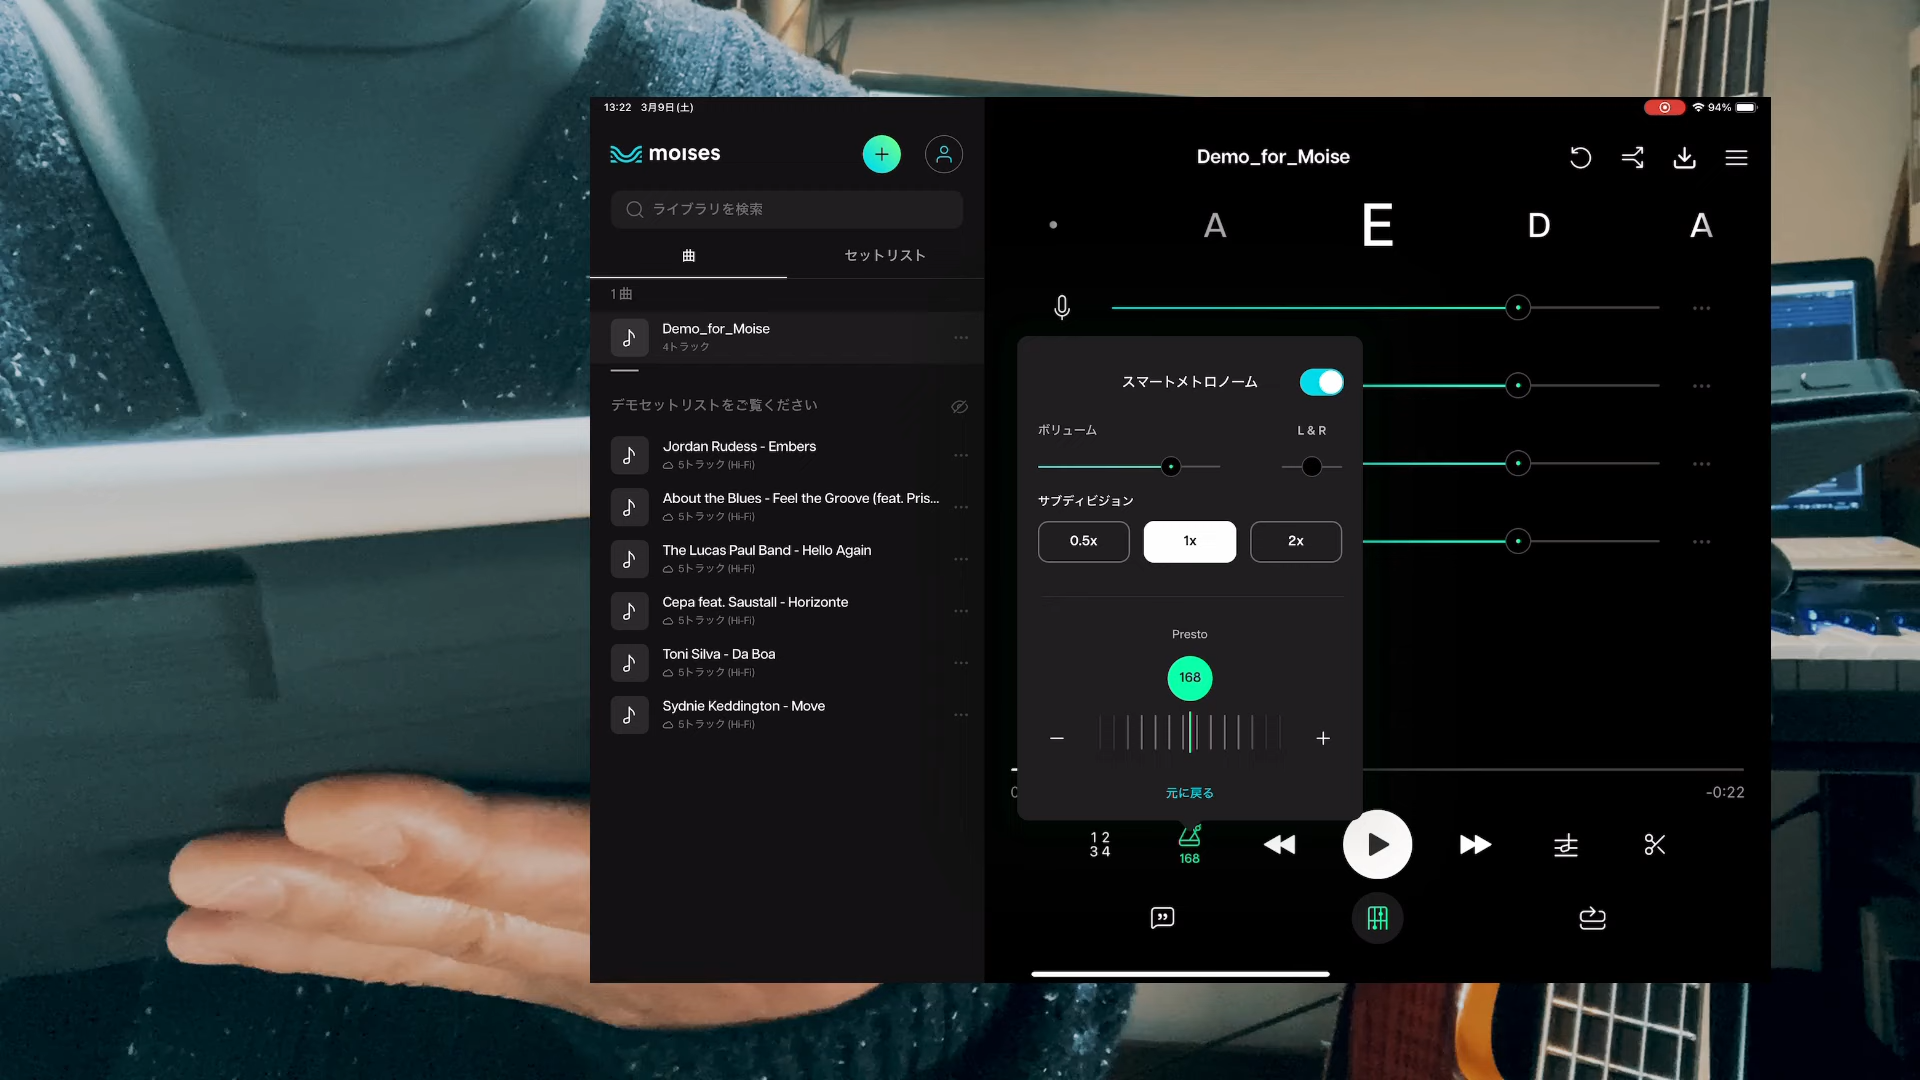 13:22 3月9日(土)
94%
moises
ライブラリを検索
曲
セットリスト
1曲
Demo_for_Moise
4トラック
デモセットリストをご覧ください
Jordan Rudess - Embers
5トラック (Hi-Fi)
About the Blues - Feel the Groove (feat. Pris...
5トラック (Hi-Fi)
The Lucas Paul Band - Hello Again
5トラック (Hi-Fi)
Cepa feat. Saustall - Horizonte
5トラック (Hi-Fi)
Toni Silva - Da Boa
5トラック (Hi-Fi)
Sydnie Keddington - Move
5トラック (Hi-Fi)
Demo_for_Moise
A E D A
スマートメトロノーム
ボリューム
L & R
サブディビジョン
0.5x 1x 2x
Presto
168
元に戻る
-0:22
1 2
3 4
168